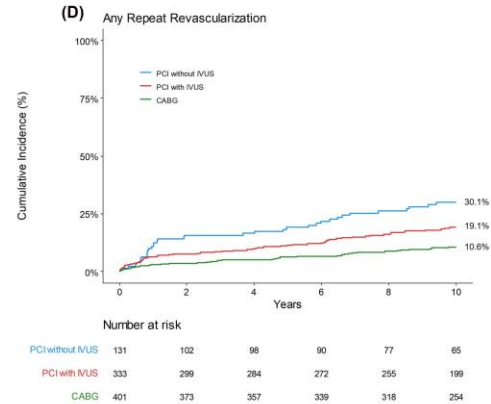 (D) Any Repeat Revascularization
100%
PCI without IVUS
PCI with IVUS
CABG
75%
50%
25%
0%
Cumulative Incidence (%)
30.1%
19.1%
10.6%
0 2 4 6 8 10
Years
Number at risk
PCI without IVUS 131 102 98 90 77 65
PCI with IVUS 333 299 284 272 255 199
CABG 401 373 357 339 318 254